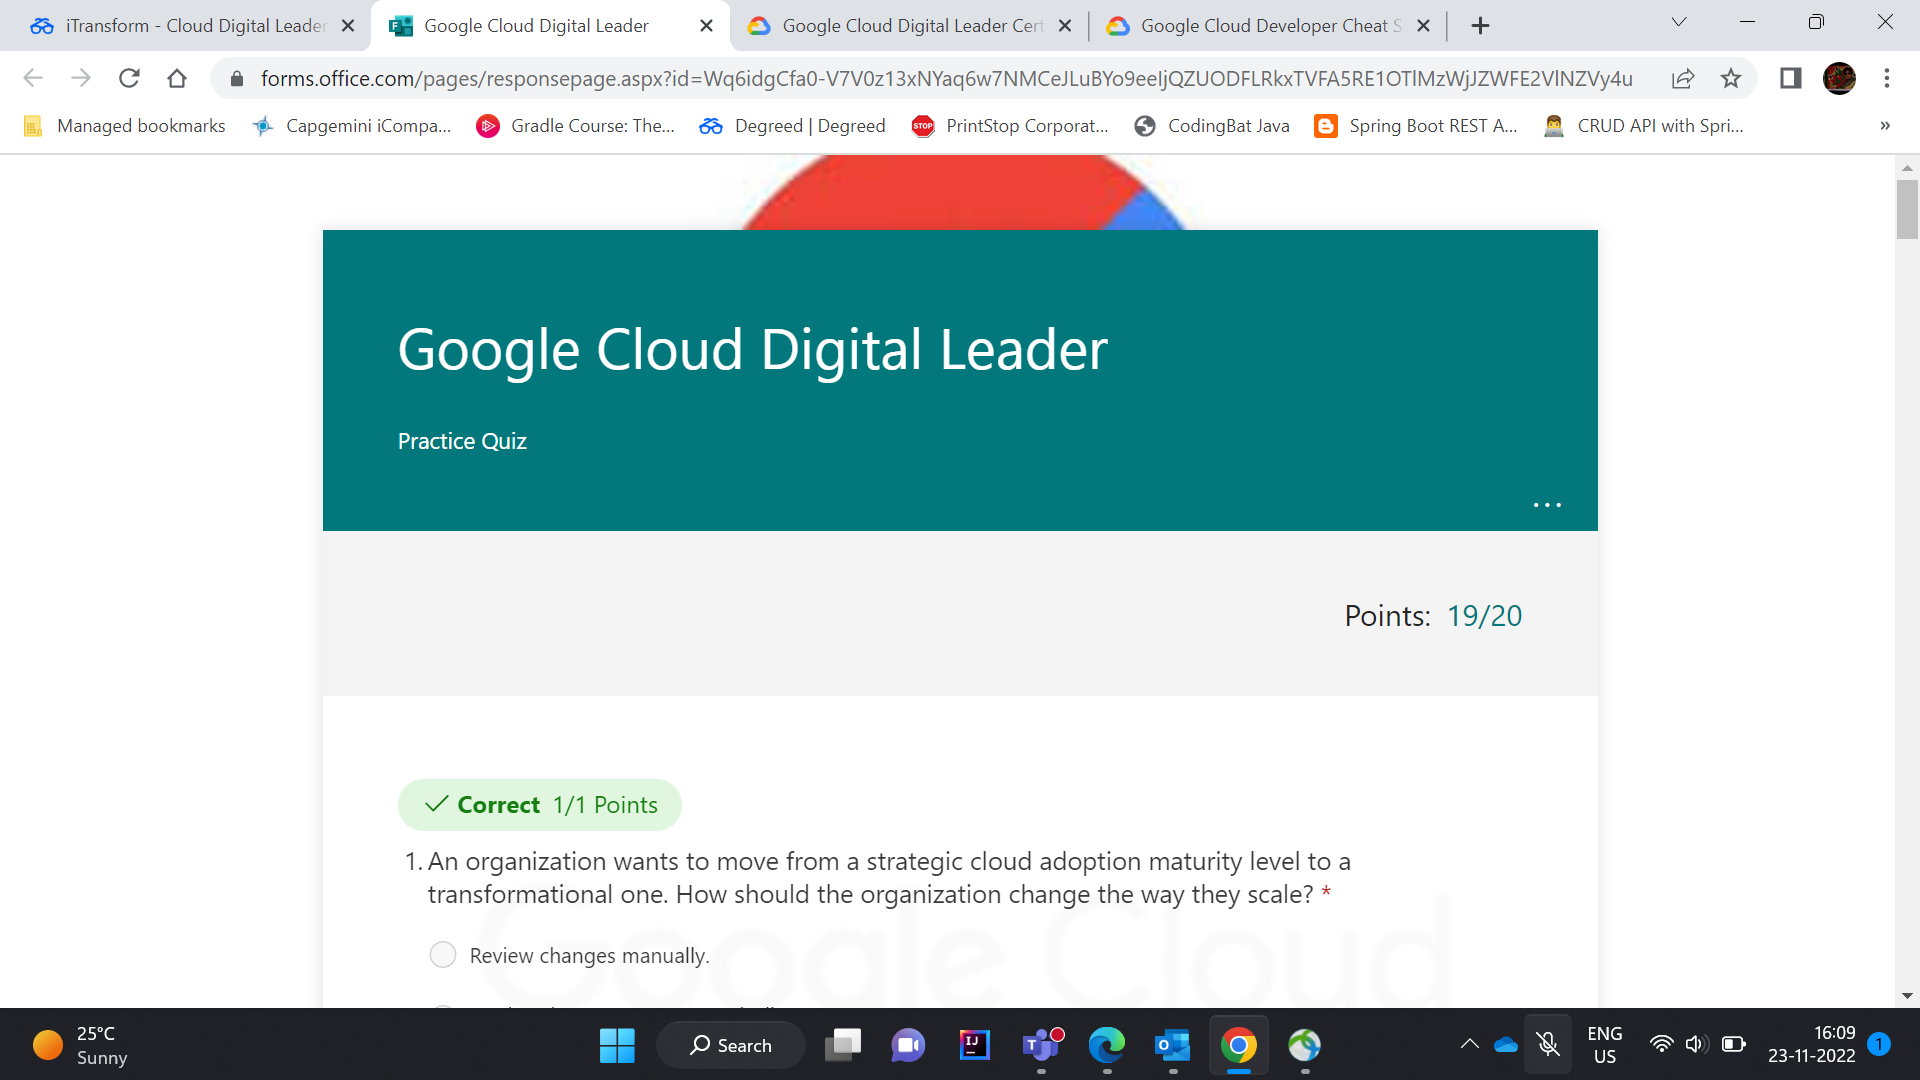 iTransform - Cloud Digital Leader
Google Cloud Digital Leader
Google Cloud Digital Leader Cert
Google Cloud Developer Cheat S
forms.office.com/pages/responsepage.aspx?id=Wq6idgCfa0-V7V0z13xNYaq6w7NMCeJLuBYo9eeIjQZUODFLRkxTVFA5RE1OTlMzWjJZWFE2VlNZVy4u
Managed bookmarks
Capgemini iCompa...
Gradle Course: The...
Degreed | Degreed
STOP
PrintStop Corporat...
CodingBat Java
Spring Boot REST A...
CRUD API with Spri...
»
Google Cloud Digital Leader
Practice Quiz
...
Points: 19/20
Correct 1/1 Points
1. An organization wants to move from a strategic cloud adoption maturity level to a
transformational one. How should the organization change the way they scale? *
Google Cloud
Review changes manually.
25°C
Sunny
Search
ENG
US
16:09
23-11-2022
1